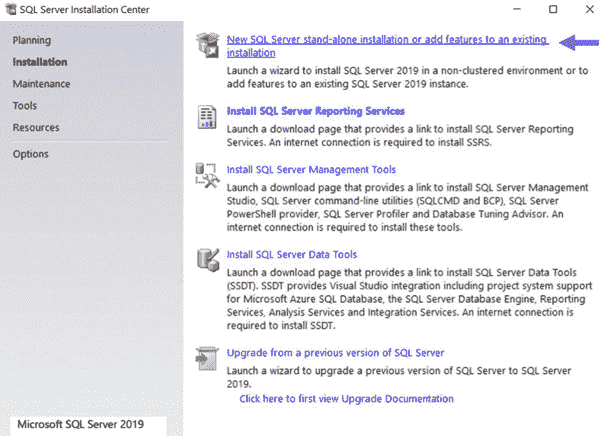 SQL Server Installation Center
Planning
Installation
Maintenance
Tools
Resources
Options
New SQL Server stand-alone installation or add features to an existing
installation
Launch a wizard to install SQL Server 2019 in a non-clustered environment or to
add features to an existing SQL Server 2019 instance.
Install SQL Server Reporting Services
Launch a download page that provides a link to install SQL Server Reporting
Services. An internet connection is required to install SSRS.
Install SQL Server Management Tools
Launch a download page that provides a link to install SQL Server Management
Studio, SQL Server command-line utilities (SQLCMD and BCP), SQL Server
PowerShell provider, SQL Server Profiler and Database Tuning Advisor. An
internet connection is required to install these tools.
Install SQL Server Data Tools
Launch a download page that provides a link to install SQL Server Data Tools
(SSDT). SSDT provides Visual Studio integration including project system support
for Microsoft Azure SQL Database, the SQL Server Database Engine, Reporting
Services, Analysis Services and Integration Services. An internet connection is
required to install SSDT.
Upgrade from a previous version of SQL Server
Launch a wizard to upgrade a previous version of SQL Server to SQL Server
2019.
Click here to first view Upgrade Documentation
Microsoft SQL Server 2019